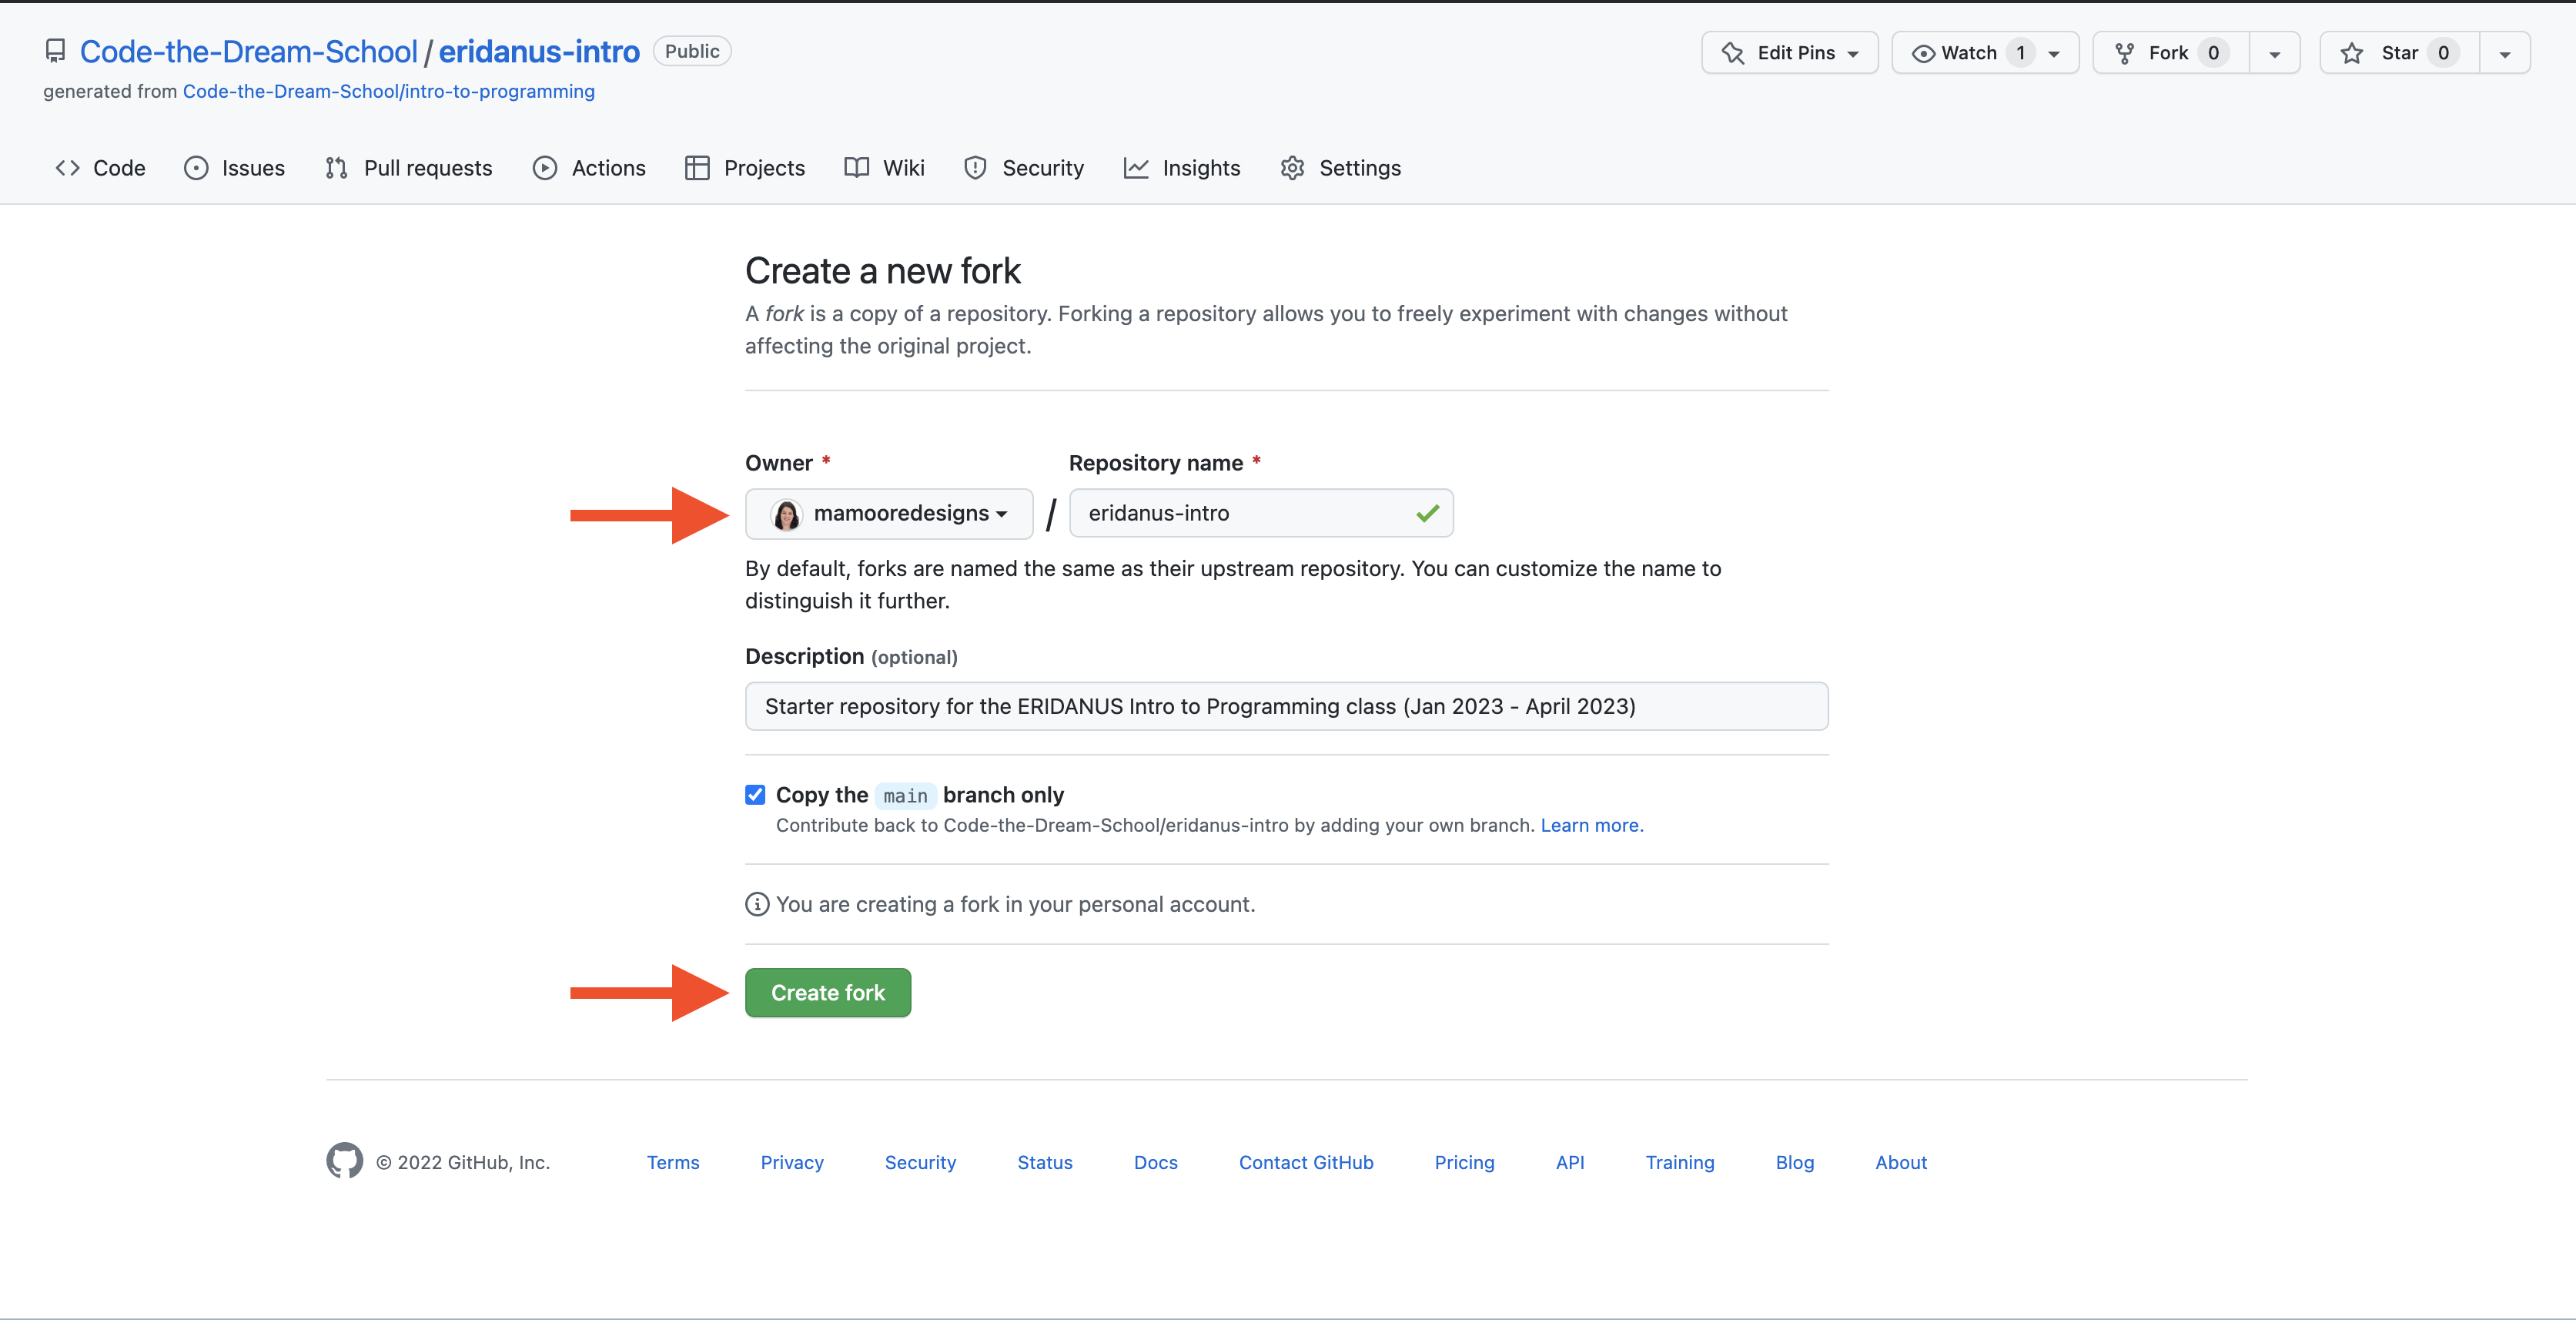 Code-the-Dream-School / eridanus-intro Public
Edit Pins Watch 1 Fork 0 Star 0
generated from Code-the-Dream-School/intro-to-programming
Code Issues Pull requests Actions Projects Wiki Security Insights Settings
Create a new fork
A fork is a copy of a repository. Forking a repository allows you to freely experiment with changes without
affecting the original project.
Owner * Repository name *
mamooredesigns / eridanus-intro
By default, forks are named the same as their upstream repository. You can customize the name to
distinguish it further.
Description (optional)
Starter repository for the ERIDANUS Intro to Programming class (Jan 2023 - April 2023)
Copy the main branch only
Contribute back to Code-the-Dream-School/eridanus-intro by adding your own branch. Learn more.
You are creating a fork in your personal account.
Create fork
© 2022 GitHub, Inc. Terms Privacy Security Status Docs Contact GitHub Pricing API Training Blog About